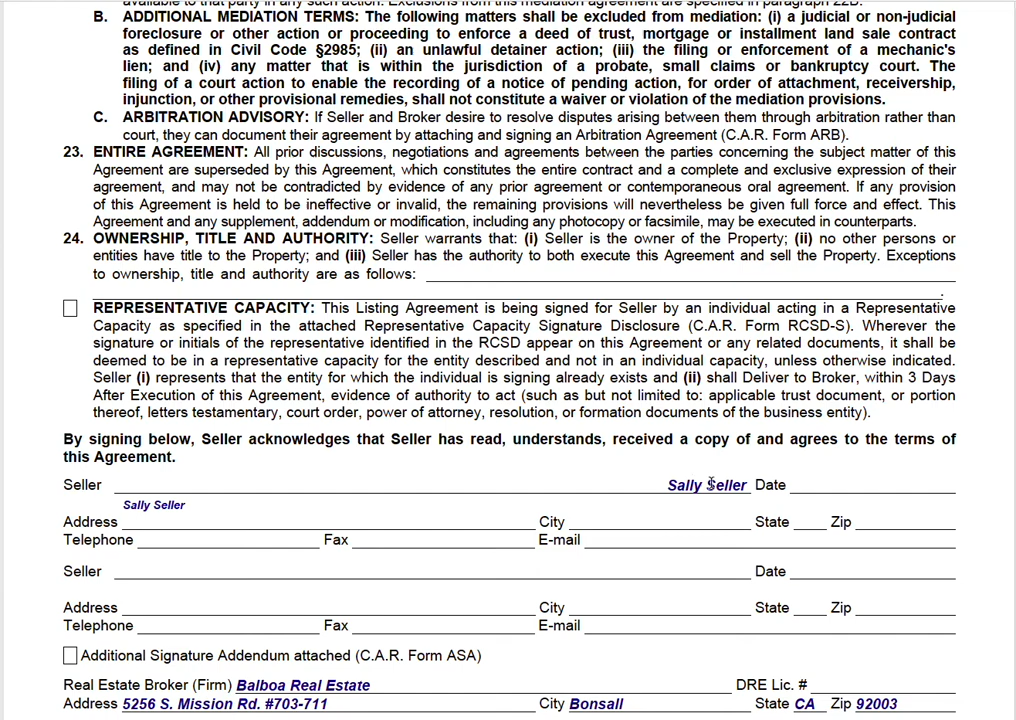 available to that party in any such action. Exclusions from this mediation agreement are specified in paragraph 22B.
B. ADDITIONAL MEDIATION TERMS: The following matters shall be excluded from mediation: (i) a judicial or non-judicial
foreclosure or other action or proceeding to enforce a deed of trust, mortgage or installment land sale contract
as defined in Civil Code §2985; (ii) an unlawful detainer action; (iii) the filing or enforcement of a mechanic's
lien; and (iv) any matter that is within the jurisdiction of a probate, small claims or bankruptcy court. The
filing of a court action to enable the recording of a notice of pending action, for order of attachment, receivership,
injunction, or other provisional remedies, shall not constitute a waiver or violation of the mediation provisions.
C. ARBITRATION ADVISORY: If Seller and Broker desire to resolve disputes arising between them through arbitration rather than
court, they can document their agreement by attaching and signing an Arbitration Agreement (C.A.R. Form ARB).
23. ENTIRE AGREEMENT: All prior discussions, negotiations and agreements between the parties concerning the subject matter of this
Agreement are superseded by this Agreement, which constitutes the entire contract and a complete and exclusive expression of their
agreement, and may not be contradicted by evidence of any prior agreement or contemporaneous oral agreement. If any provision
of this Agreement is held to be ineffective or invalid, the remaining provisions will nevertheless be given full force and effect. This
Agreement and any supplement, addendum or modification, including any photocopy or facsimile, may be executed in counterparts.
24. OWNERSHIP, TITLE AND AUTHORITY: Seller warrants that: (i) Seller is the owner of the Property; (ii) no other persons or
entities have title to the Property; and (iii) Seller has the authority to both execute this Agreement and sell the Property. Exceptions
to ownership, title and authority are as follows:
.
REPRESENTATIVE CAPACITY: This Listing Agreement is being signed for Seller by an individual acting in a Representative
Capacity as specified in the attached Representative Capacity Signature Disclosure (C.A.R. Form RCSD-S). Wherever the
signature or initials of the representative identified in the RCSD appear on this Agreement or any related documents, it shall be
deemed to be in a representative capacity for the entity described and not in an individual capacity, unless otherwise indicated.
Seller (i) represents that the entity for which the individual is signing already exists and (ii) shall Deliver to Broker, within 3 Days
After Execution of this Agreement, evidence of authority to act (such as but not limited to: applicable trust document, or portion
thereof, letters testamentary, court order, power of attorney, resolution, or formation documents of the business entity).
By signing below, Seller acknowledges that Seller has read, understands, received a copy of and agrees to the terms of
this Agreement.
Seller Sally Seller Date
Sally Seller
Address City State Zip
Telephone Fax E-mail
Seller Date
Address City State Zip
Telephone Fax E-mail
Additional Signature Addendum attached (C.A.R. Form ASA)
Real Estate Broker (Firm) Balboa Real Estate DRE Lic. #
Address 5256 S. Mission Rd. #703-711 City Bonsall State CA Zip 92003